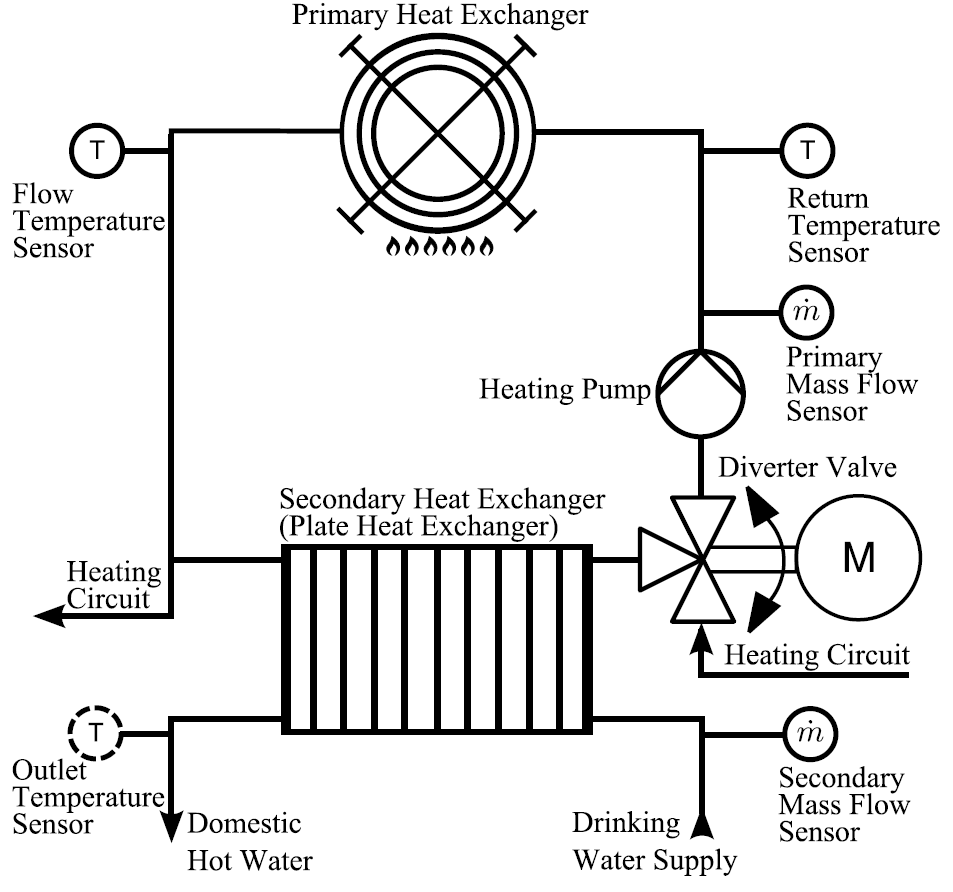 Primary Heat Exchanger
T
Flow
Temperature
Sensor
T
Return
Temperature
Sensor
ṁ
Primary
Mass Flow
Sensor
Heating Pump
Diverter Valve
M
Secondary Heat Exchanger
(Plate Heat Exchanger)
Heating
Circuit
Heating Circuit
T
Outlet
Temperature
Sensor
Domestic
Hot Water
Drinking
Water Supply
ṁ
Secondary
Mass Flow
Sensor